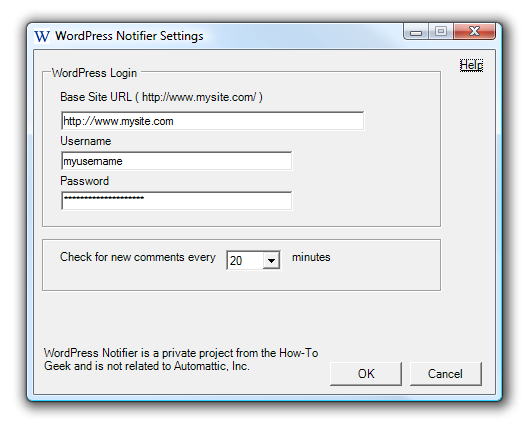 W WordPress Notifier Settings
Help
WordPress Login
Base Site URL ( http://www.mysite.com/ )
http://www.mysite.com
Username
myusername
Password
********************
Check for new comments every 20 minutes
WordPress Notifier is a private project from the How-To
Geek and is not related to Automattic, Inc.
OK Cancel